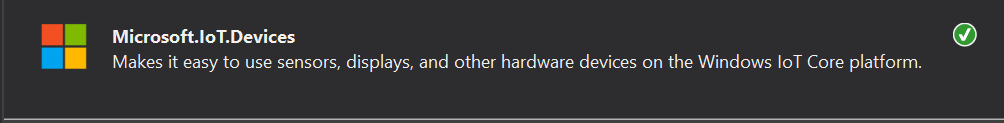 Microsoft.IoT.Devices
Makes it easy to use sensors, displays, and other hardware devices on the Windows IoT Core platform.